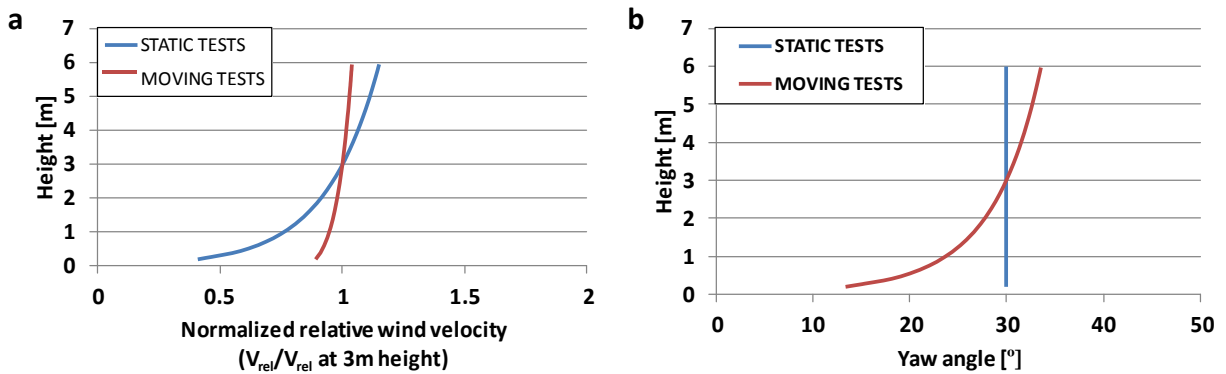 a
7
6
5
4
3
2
1
0
Height [m]
STATIC TESTS
MOVING TESTS
0
0.5
1
1.5
2
Normalized relative wind velocity
(V_rel/V_rel at 3m height)
b
7
6
5
4
3
2
1
0
Height [m]
STATIC TESTS
MOVING TESTS
0
10
20
30
40
50
Yaw angle [º]